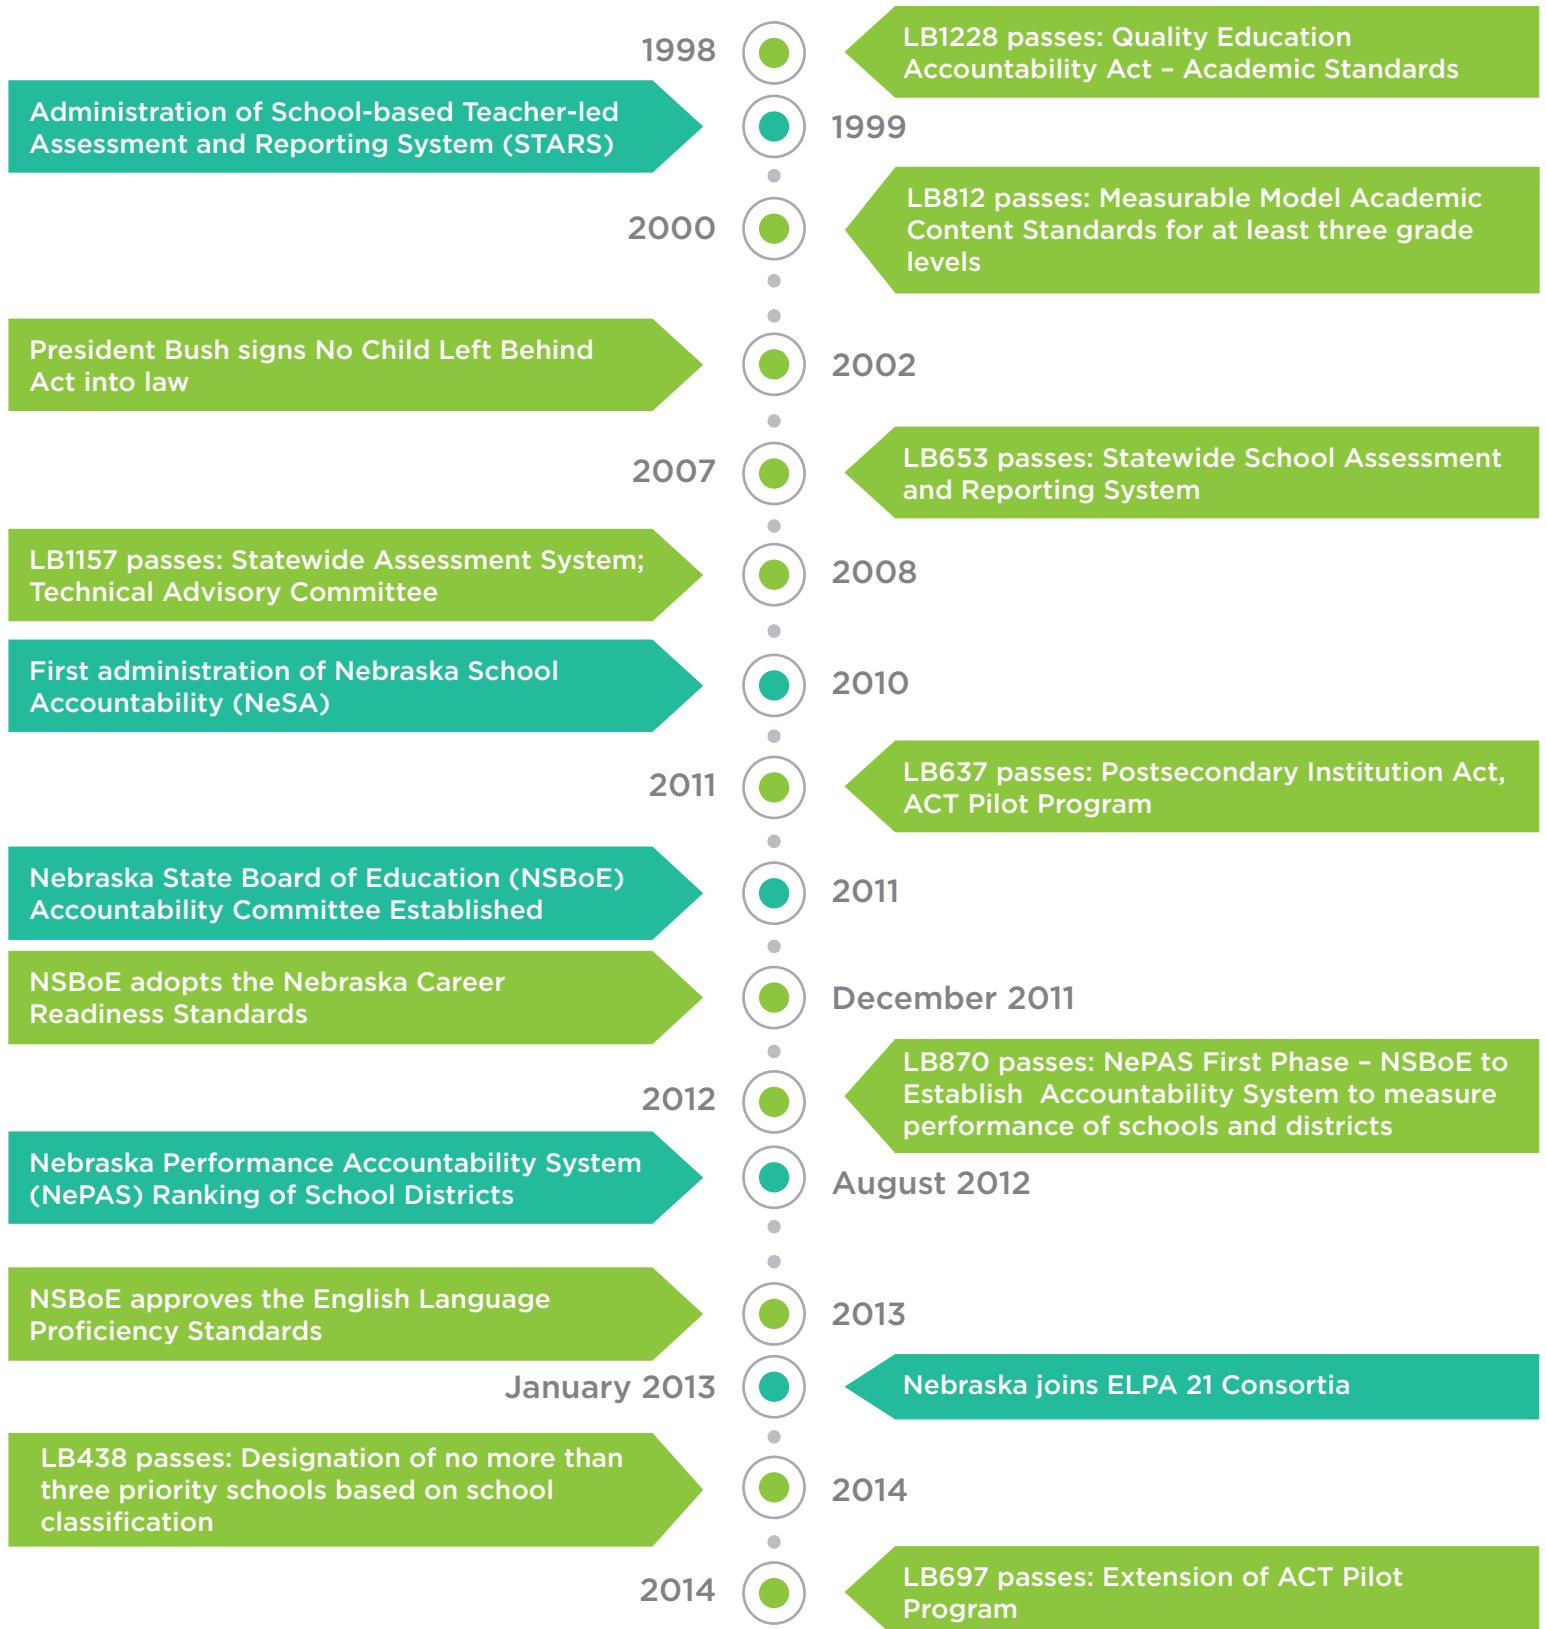 1998
LB1228 passes: Quality Education
Accountability Act – Academic Standards
Administration of School-based Teacher-led
Assessment and Reporting System (STARS)
1999
2000
LB812 passes: Measurable Model Academic
Content Standards for at least three grade
levels
President Bush signs No Child Left Behind
Act into law
2002
2007
LB653 passes: Statewide School Assessment
and Reporting System
LB1157 passes: Statewide Assessment System;
Technical Advisory Committee
2008
First administration of Nebraska School
Accountability (NeSA)
2010
2011
LB637 passes: Postsecondary Institution Act,
ACT Pilot Program
Nebraska State Board of Education (NSBoE)
Accountability Committee Established
2011
NSBoE adopts the Nebraska Career
Readiness Standards
December 2011
2012
LB870 passes: NePAS First Phase – NSBoE to
Establish  Accountability System to measure
performance of schools and districts
Nebraska Performance Accountability System
(NePAS) Ranking of School Districts
August 2012
NSBoE approves the English Language
Proficiency Standards
2013
January 2013
Nebraska joins ELPA 21 Consortia
LB438 passes: Designation of no more than
three priority schools based on school
classification
2014
2014
LB697 passes: Extension of ACT Pilot
Program